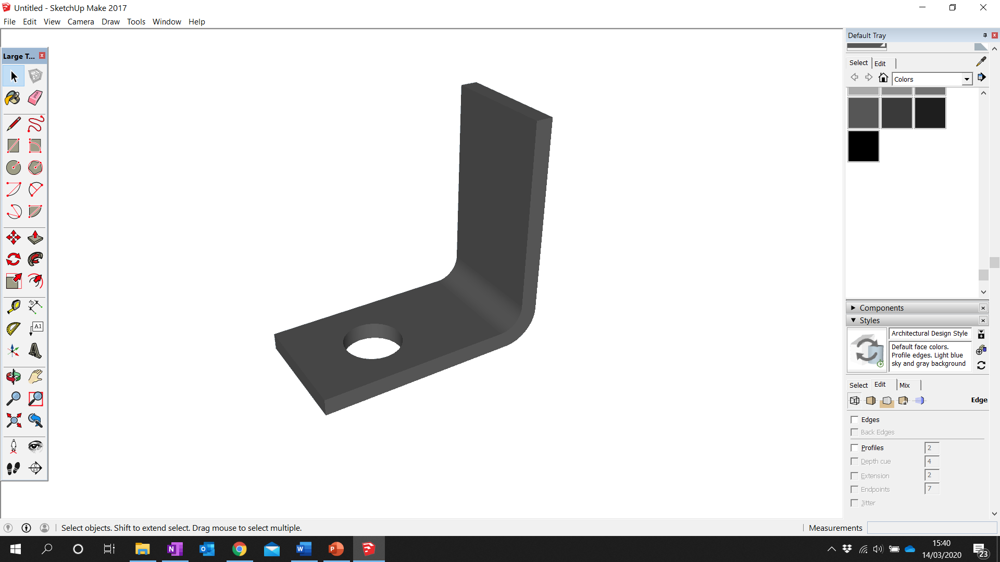 Untitled - SketchUp Make 2017
File Edit View Camera Draw Tools Window Help
Large T...
A1
Default Tray
Select Edit
Colors
Components
Styles
Architectural Design Style
Default face colors.
Profile edges. Light blue
sky and gray background
Select Edit Mix
Edge
Edges
Back Edges
Profiles 2
Depth cue 4
Extension 2
Endpoints 7
Jitter
Select objects. Shift to extend select. Drag mouse to select multiple.
Measurements
15:40
14/03/2020
23